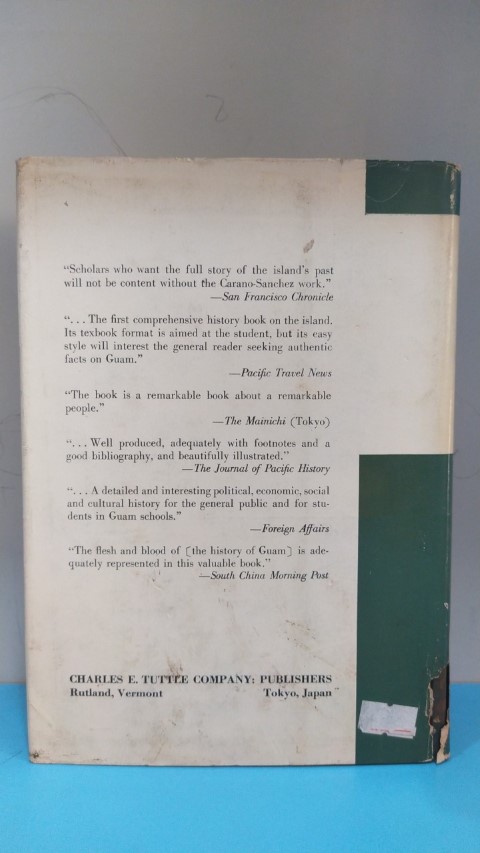 “Scholars who want the full story of the island's past
will not be content without the Carano-Sanchez work.”
—San Francisco Chronicle
“. . . The first comprehensive history book on the island.
Its texbook format is aimed at the student, but its easy
style will interest the general reader seeking authentic
facts on Guam.”
—Pacific Travel News
“The book is a remarkable book about a remarkable
people.”
—The Mainichi (Tokyo)
“. . . Well produced, adequately with footnotes and a
good bibliography, and beautifully illustrated.”
—The Journal of Pacific History
“. . . A detailed and interesting political, economic, social
and cultural history for the general public and for stu-
dents in Guam schools.”
—Foreign Affairs
“The flesh and blood of [the history of Guam] is ade-
quately represented in this valuable book.”
—South China Morning Post
CHARLES E. TUTTLE COMPANY: PUBLISHERS
Rutland, Vermont Tokyo, Japan